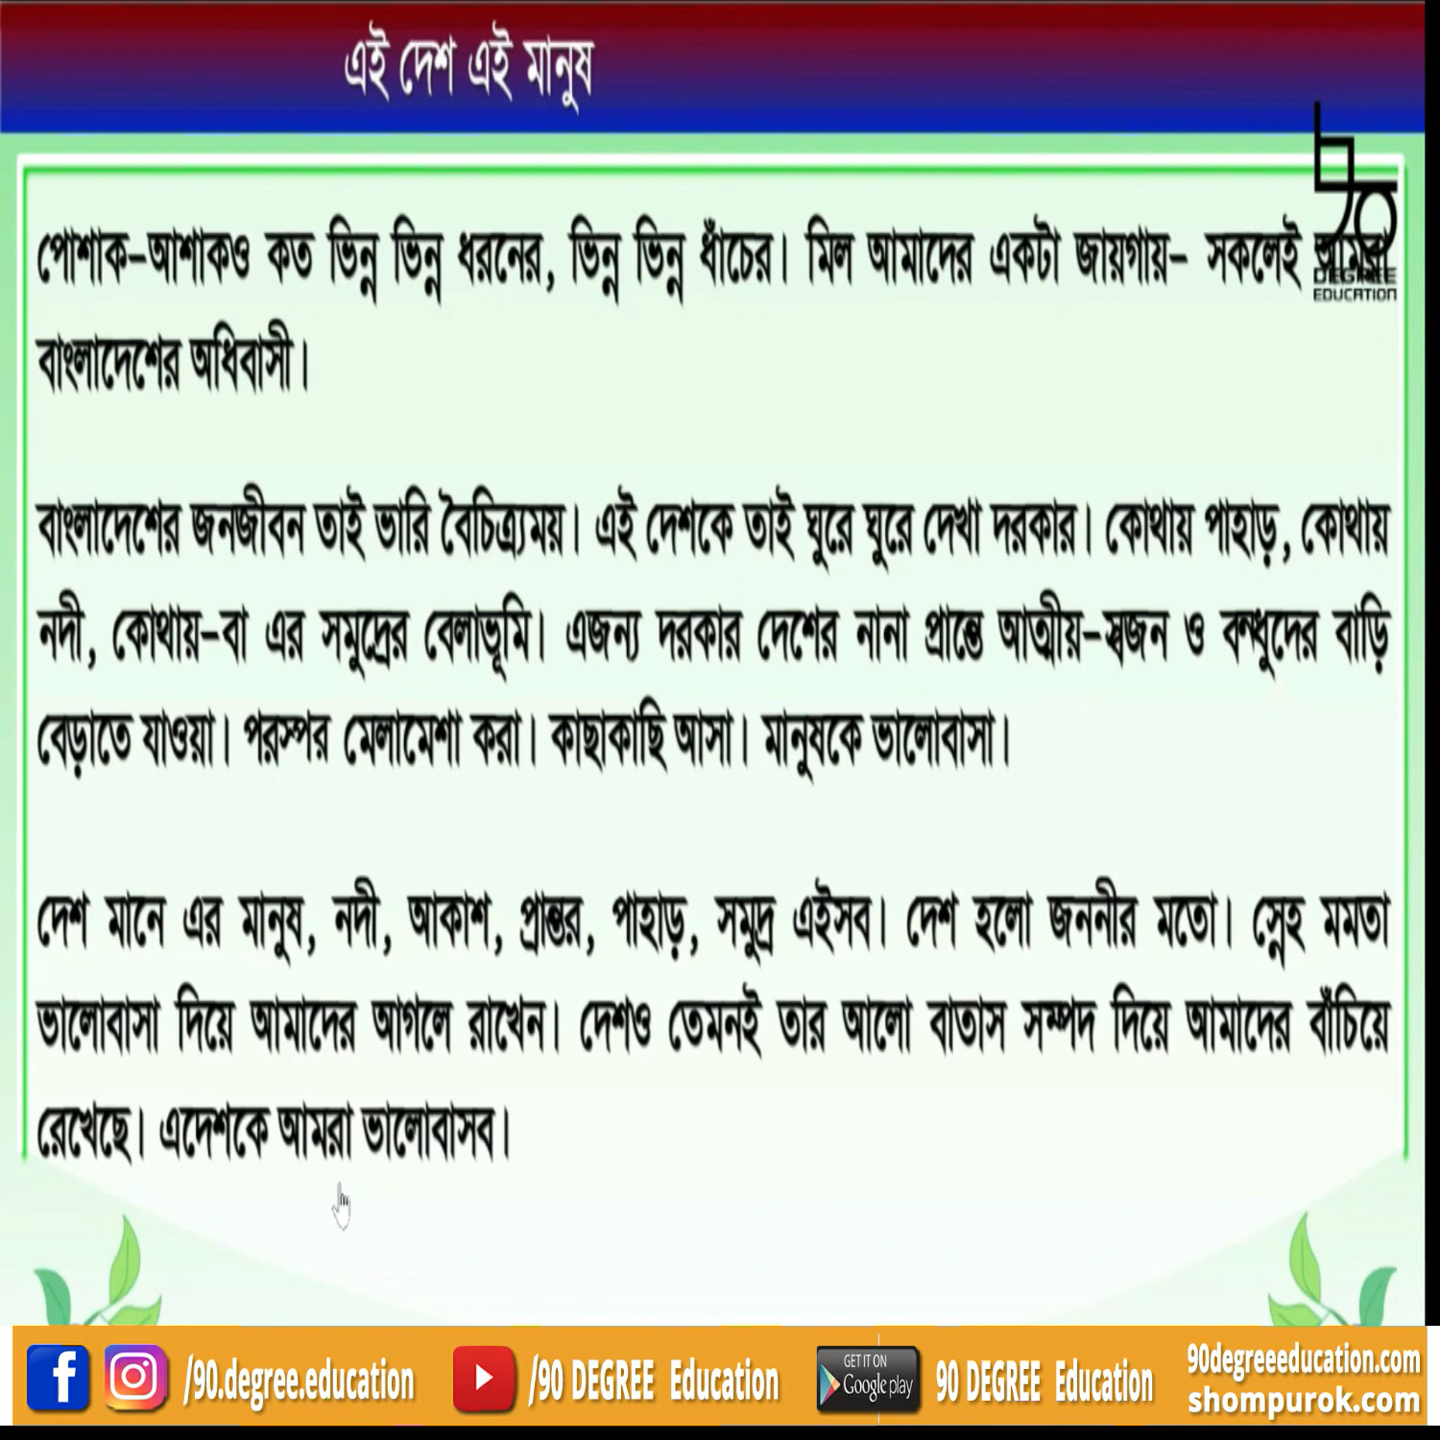 এই দেশ এই মানুষ
পোশাক-আশাকও কত ভিন্ন ভিন্ন ধরনের, ভিন্ন ভিন্ন ধাঁচের। মিল আমাদের একটা জায়গায়- সকলেই আমরা
DEGREE
EDUCATION
বাংলাদেশের অধিবাসী।
বাংলাদেশের জনজীবন তাই ভারি বৈচিত্র্যময়। এই দেশকে তাই ঘুরে ঘুরে দেখা দরকার। কোথায় পাহাড়, কোথায়
নদী, কোথায়-বা এর সমুদ্রের বেলাভূমি। এজন্য দরকার দেশের নানা প্রান্তে আত্মীয়-স্বজন ও বন্ধুদের বাড়ি
বেড়াতে যাওয়া। পরস্পর মেলামেশা করা। কাছাকাছি আসা। মানুষকে ভালোবাসা।
দেশ মানে এর মানুষ, নদী, আকাশ, প্রান্তর, পাহাড়, সমুদ্র এইসব। দেশ হলো জননীর মতো। স্নেহ মমতা
ভালোবাসা দিয়ে আমাদের আগলে রাখেন। দেশও তেমনই তার আলো বাতাস সম্পদ দিয়ে আমাদের বাঁচিয়ে
রেখেছে। এদেশকে আমরা ভালোবাসব।
/90.degree.education
/90 DEGREE Education
GET IT ON
Google play
90 DEGREE Education
90degreeeducation.com
shompurok.com